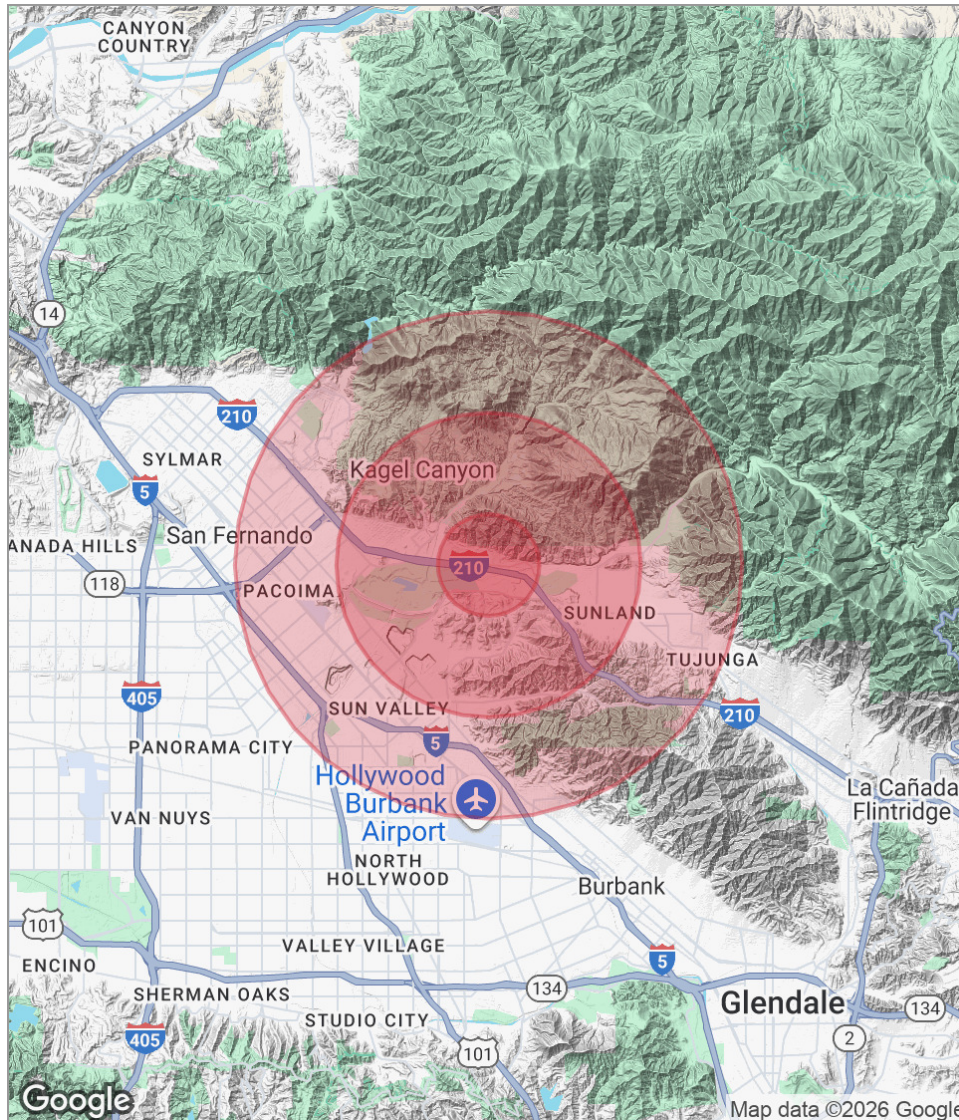 CANYON
COUNTRY
14
210
SYLMAR
Kagel Canyon
5
San Fernando
ANADA HILLS
210
118
PACOIMA
SUNLAND
TUJUNGA
405
SUN VALLEY
210
PANORAMA CITY
5
Hollywood
Burbank
Airport
La Cañada
Flintridge
VAN NUYS
NORTH
HOLLYWOOD
Burbank
101
VALLEY VILLAGE
ENCINO
5
134
SHERMAN OAKS
Glendale
134
STUDIO CITY
405
101
2
Google
Map data ©2026 Google